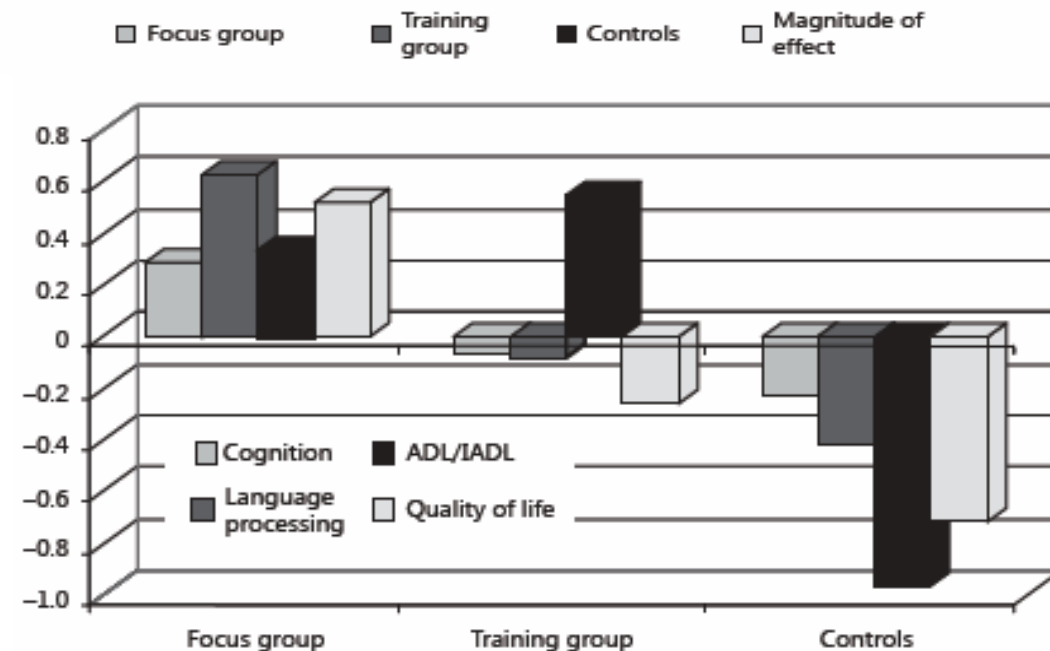 Focus group
Training
group
Controls
Magnitude of
effect
0.8
0.6
0.4
0.2
0
−0.2
−0.4
−0.6
−0.8
−1.0
Cognition
ADL/IADL
Language
processing
Quality of life
Focus group
Training group
Controls